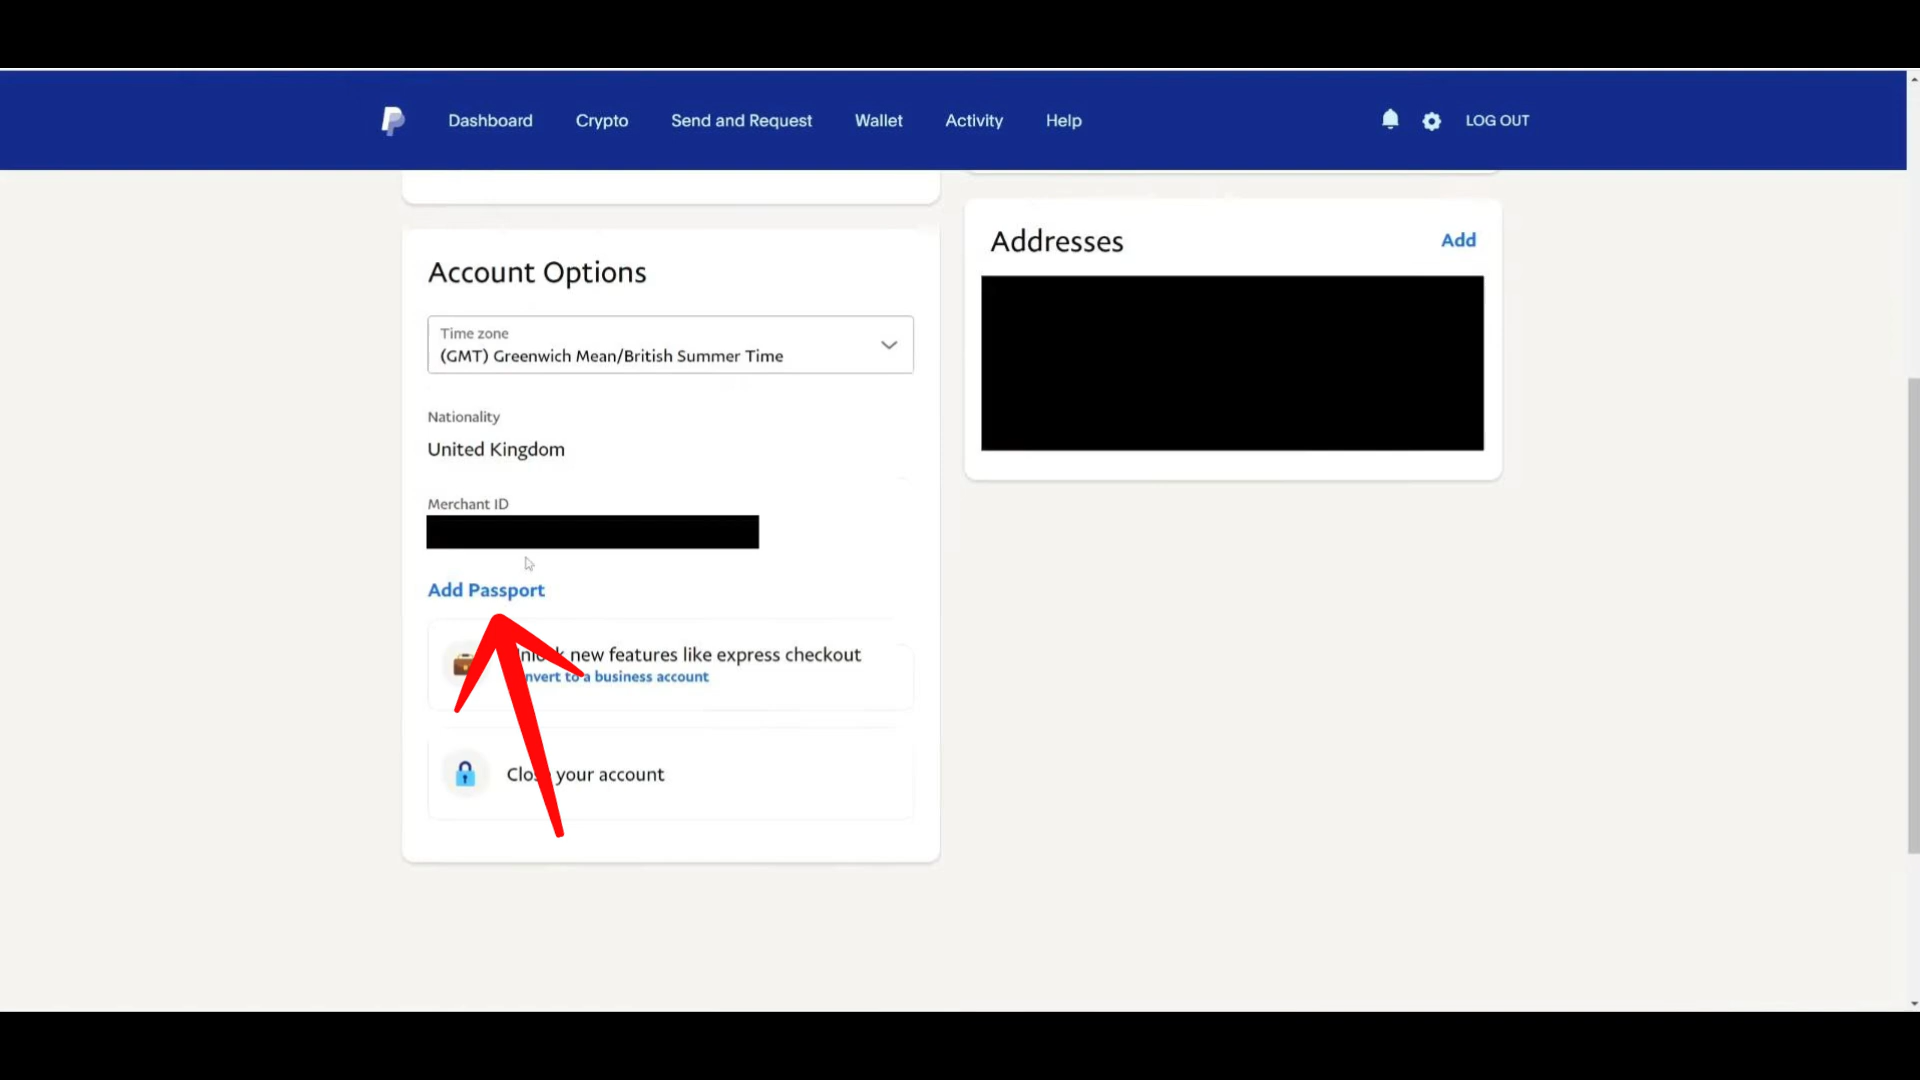 Dashboard
Crypto
Send and Request
Wallet
Activity
Help
LOG OUT
Account Options
Time zone
(GMT) Greenwich Mean/British Summer Time
Nationality
United Kingdom
Merchant ID
Add Passport
new features like express checkout
a business account
your account
Addresses
Add